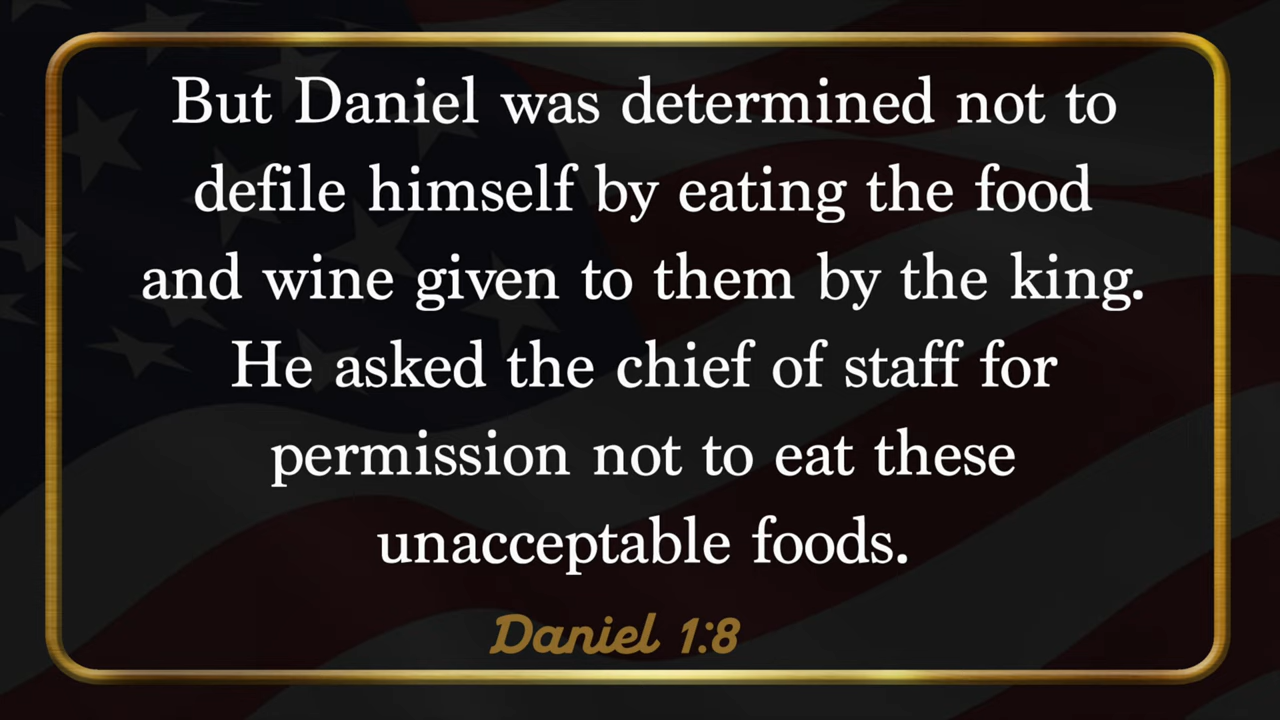 But Daniel was determined not to
defile himself by eating the food
and wine given to them by the king.
He asked the chief of staff for
permission not to eat these
unacceptable foods.
Daniel 1:8